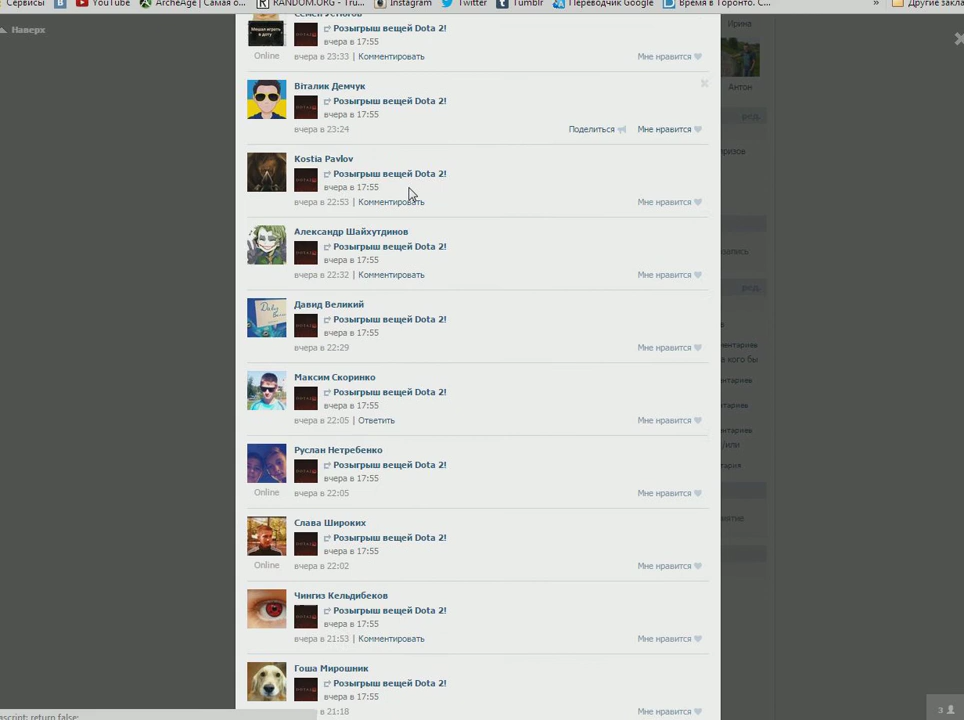 Сервисы YouTube ArcheAge | Самая о... RANDOM.ORG - Tru... Instagram Twitter Tumblr Переводчик Google Время в Торонто. С... » Другие закла
Наверх
Ирина
Семён Устюгов
Розыгрыш вещей Dota 2!
вчера в 17:55
Online вчера в 23:33 | Комментировать Мне нравится
Антон
Віталик Демчук
Розыгрыш вещей Dota 2!
вчера в 17:55
вчера в 23:24 Поделиться Мне нравится
Kostia Pavlov
Розыгрыш вещей Dota 2!
вчера в 17:55
вчера в 22:53 | Комментировать Мне нравится
Александр Шайхутдинов
Розыгрыш вещей Dota 2!
вчера в 17:55
вчера в 22:32 | Комментировать Мне нравится
Давид Великий
Розыгрыш вещей Dota 2!
вчера в 17:55
вчера в 22:29 Мне нравится
Максим Скоринко
Розыгрыш вещей Dota 2!
вчера в 17:55
вчера в 22:05 | Ответить Мне нравится
Руслан Нетребенко
Розыгрыш вещей Dota 2!
вчера в 17:55
Online вчера в 22:05 Мне нравится
Слава Широких
Розыгрыш вещей Dota 2!
вчера в 17:55
Online вчера в 22:02 Мне нравится
Чингиз Кельдибеков
Розыгрыш вещей Dota 2!
вчера в 17:55
вчера в 21:53 | Комментировать Мне нравится
Гоша Мирошник
Розыгрыш вещей Dota 2!
вчера в 17:55
в 21:18 Мне нравится
ascript: return false;
3